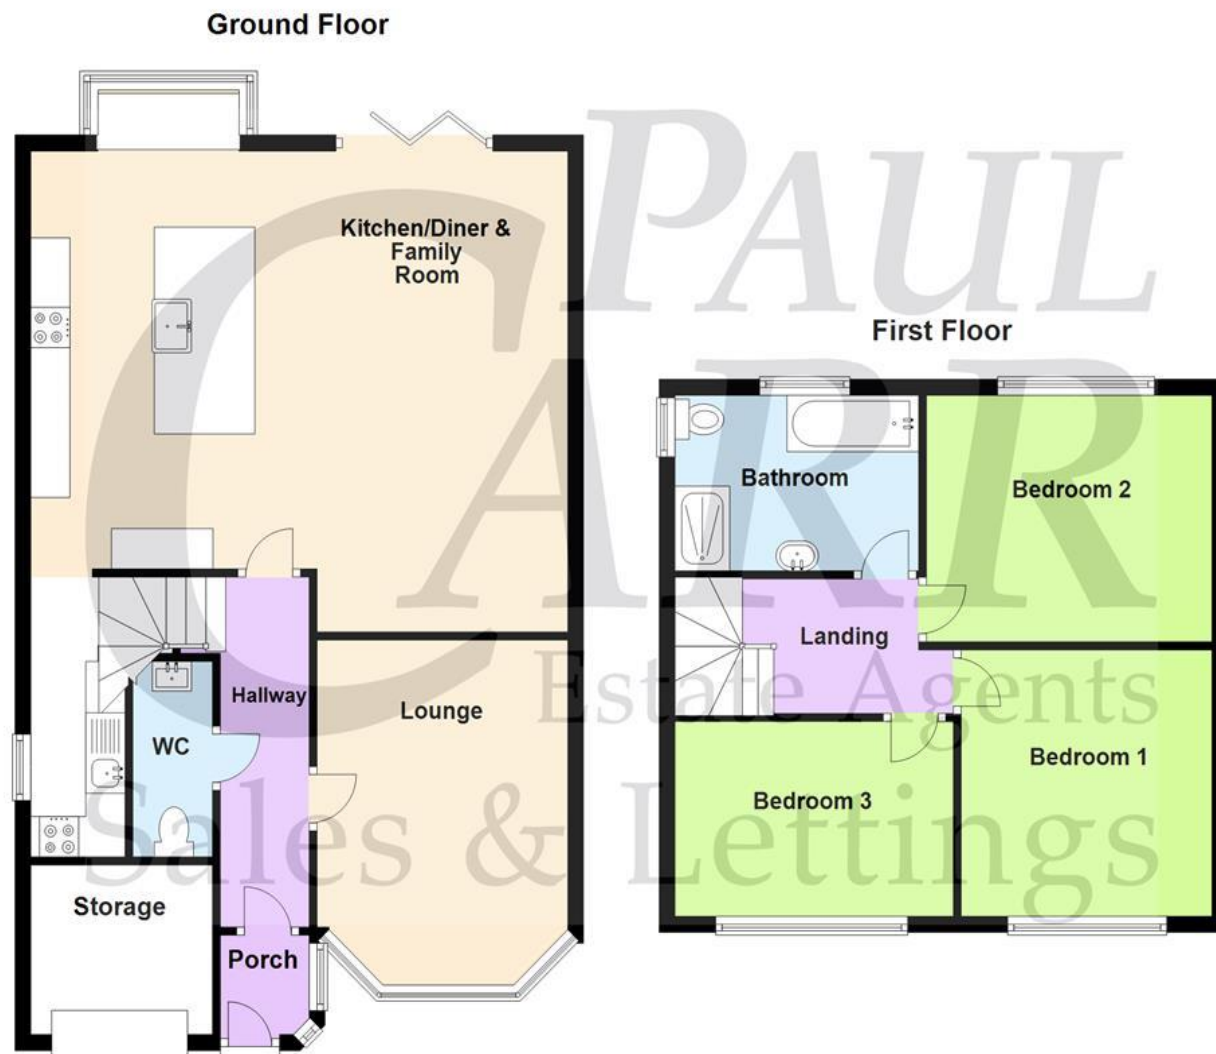 Ground Floor
Kitchen/Diner &
Family
Room
Hallway
Lounge
WC
Storage
Porch
First Floor
Bathroom
Bedroom 2
Landing
Bedroom 1
Bedroom 3
PAUL
CARR
Estate Agents
Sales & Lettings